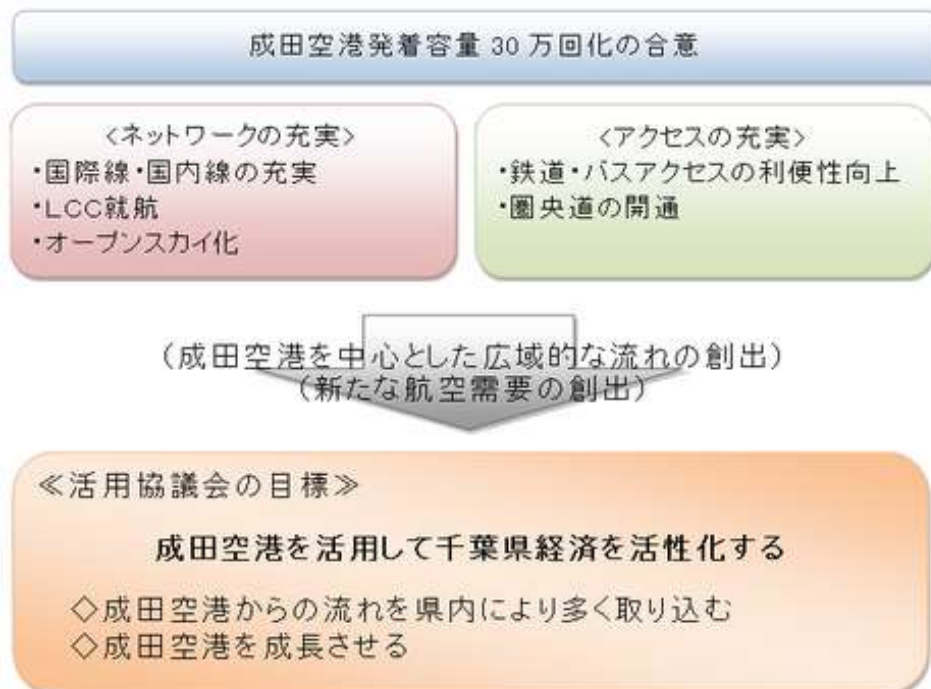 成田空港発着容量 30 万回化の合意
<ネットワークの充実>
・国際線・国内線の充実
・LCC就航
・オープンスカイ化
<アクセスの充実>
・鉄道・バスアクセスの利便性向上
・圏央道の開通
（成田空港を中心とした広域的な流れの創出）
（新たな航空需要の創出）
≪活用協議会の目標≫
成田空港を活用して千葉県経済を活性化する
◇成田空港からの流れを県内により多く取り込む
◇成田空港を成長させる